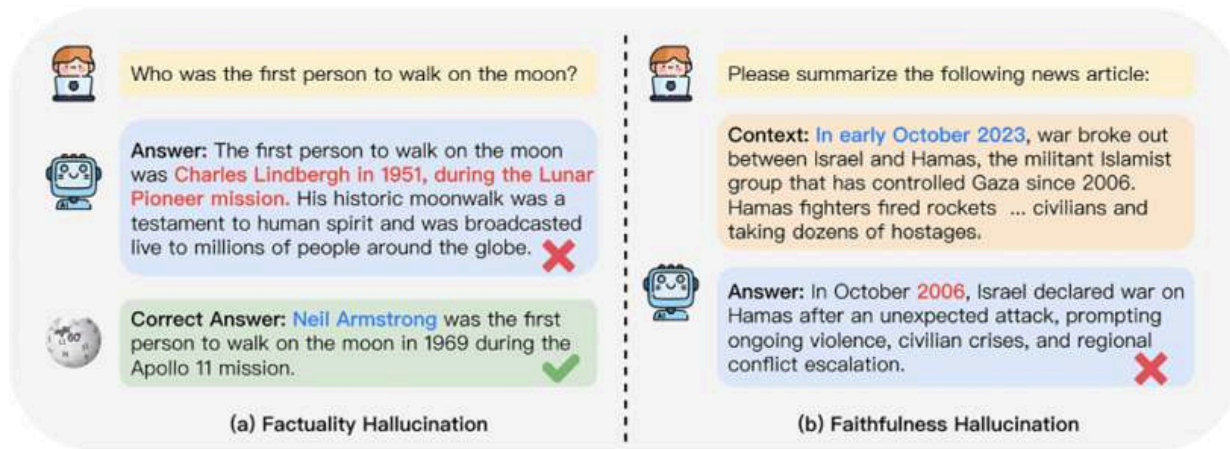 Who was the first person to walk on the moon?
Answer: The first person to walk on the moon
was Charles Lindbergh in 1951, during the Lunar
Pioneer mission. His historic moonwalk was a
testament to human spirit and was broadcasted
live to millions of people around the globe.
Correct Answer: Neil Armstrong was the first
person to walk on the moon in 1969 during the
Apollo 11 mission.
(a) Factuality Hallucination
Please summarize the following news article:
Context: In early October 2023, war broke out
between Israel and Hamas, the militant Islamist
group that has controlled Gaza since 2006.
Hamas fighters fired rockets ... civilians and
taking dozens of hostages.
Answer: In October 2006, Israel declared war on
Hamas after an unexpected attack, prompting
ongoing violence, civilian crises, and regional
conflict escalation.
(b) Faithfulness Hallucination